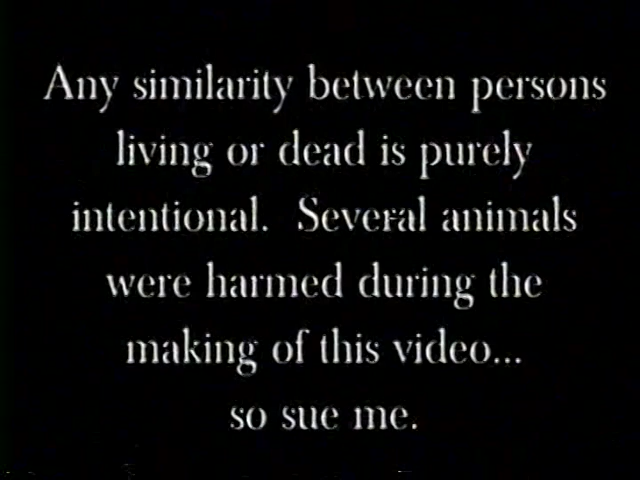 Any similarity between persons
living or dead is purely
intentional.  Several animals
were harmed during the
making of this video...
so sue me.